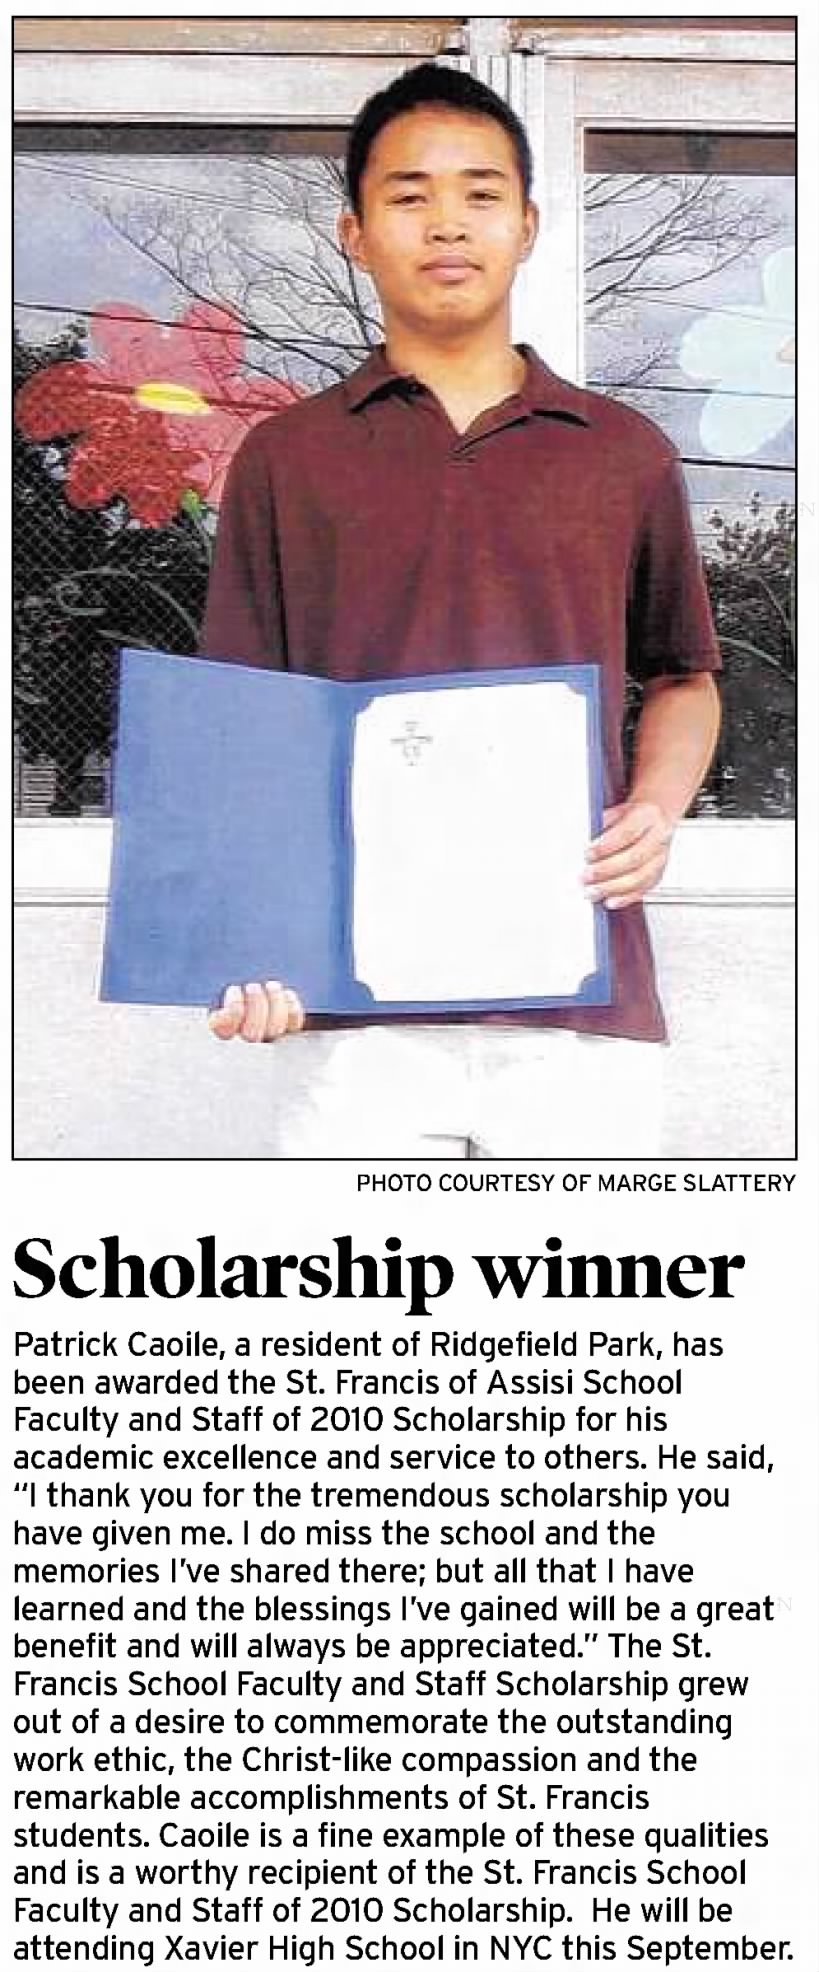 PHOTO COURTESY OF MARGE SLATTERY
Scholarship winner
Patrick Caoile, a resident of Ridgefield Park, has
been awarded the St. Francis of Assisi School
Faculty and Staff of 2010 Scholarship for his
academic excellence and service to others. He said,
"I thank you for the tremendous scholarship you
have given me. I do miss the school and the
memories I've shared there; but all that I have
learned and the blessings I've gained will be a great
benefit and will always be appreciated." The St.
Francis School Faculty and Staff Scholarship grew
out of a desire to commemorate the outstanding
work ethic, the Christ-like compassion and the
remarkable accomplishments of St. Francis
students. Caoile is a fine example of these qualities
and is a worthy recipient of the St. Francis School
Faculty and Staff of 2010 Scholarship.  He will be
attending Xavier High School in NYC this September.